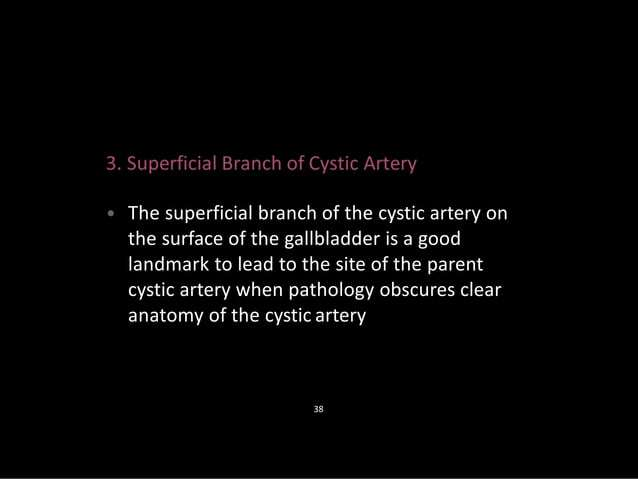 3. Superficial Branch of Cystic Artery
• The superficial branch of the cystic artery on
the surface of the gallbladder is a good
landmark to lead to the site of the parent
cystic artery when pathology obscures clear
anatomy of the cystic artery
38